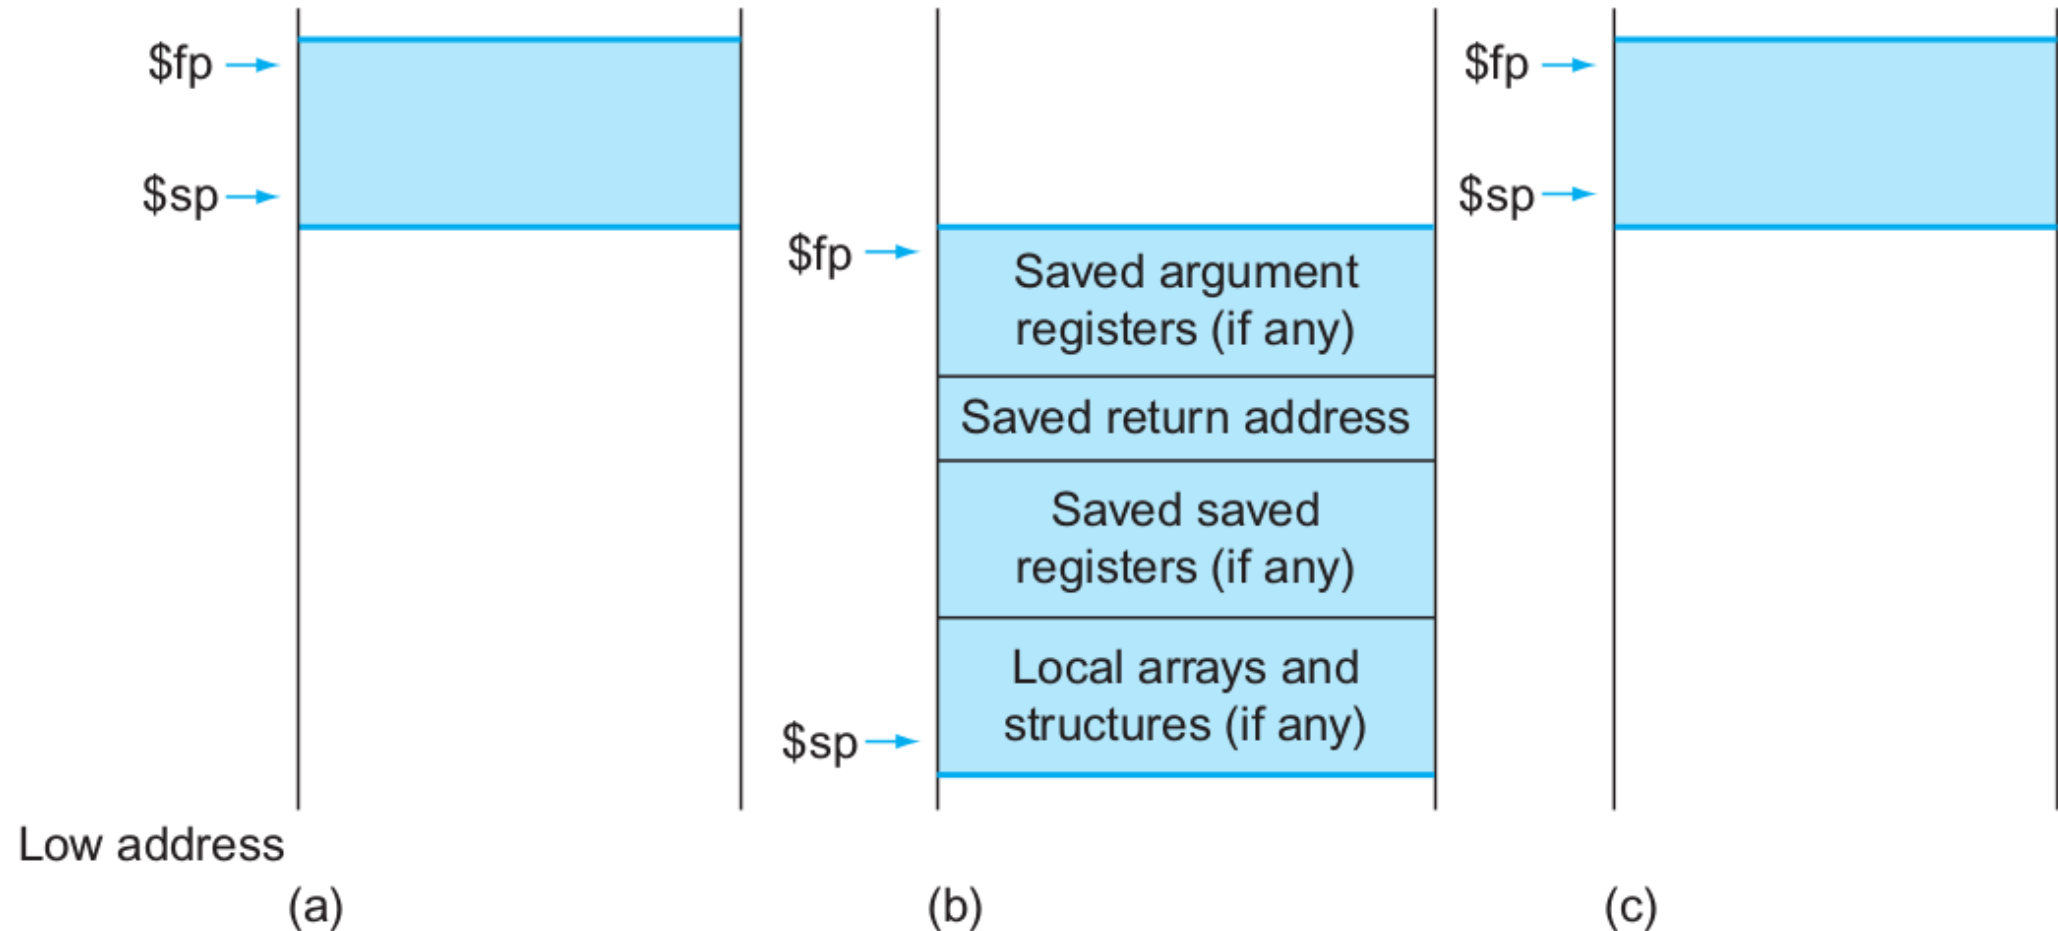 $fp
$sp
$fp
Saved argument
registers (if any)
Saved return address
Saved saved
registers (if any)
Local arrays and
structures (if any)
$sp
$fp
$sp
Low address
(a)
(b)
(c)